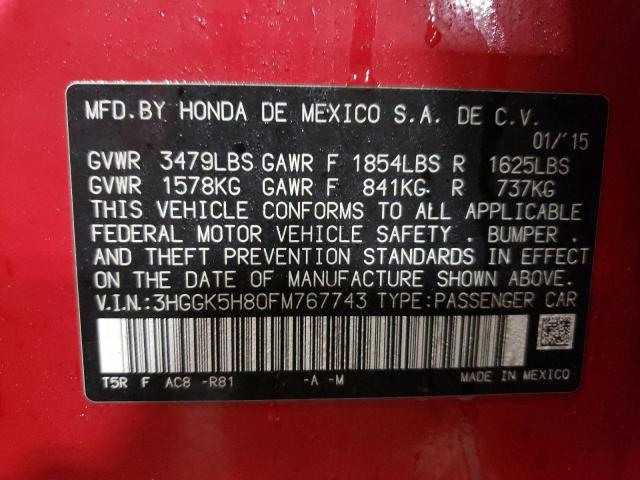 MFD.BY HONDA DE MEXICO S.A. DE C.V.
01/'15
GVWR 3479LBS GAWR F 1854LBS R 1625LBS
GVWR 1578KG GAWR F 841KG R 737KG
THIS VEHICLE CONFORMS TO ALL APPLICABLE
FEDERAL MOTOR VEHICLE SAFETY . BUMPER .
AND THEFT PREVENTION STANDARDS IN EFFECT
ON THE DATE OF MANUFACTURE SHOWN ABOVE.
V.I.N.:3HGGK5H80FM767743 TYPE:PASSENGER CAR
T5R F AC8 -R81 -A -M MADE IN MEXICO